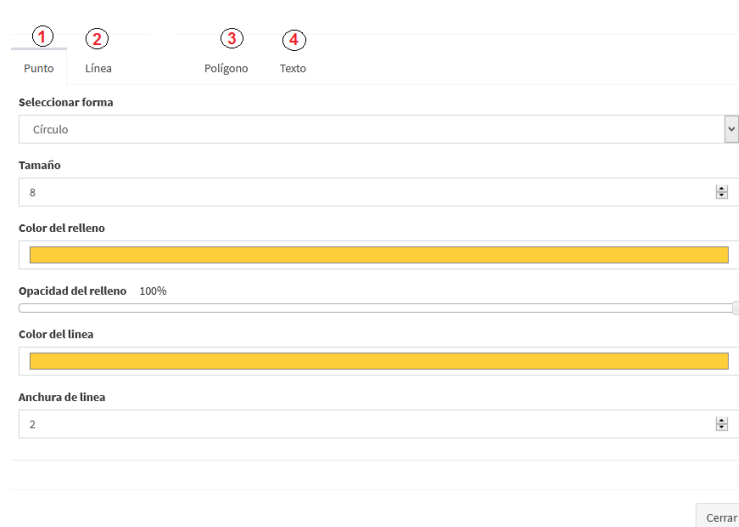 1 2 3 4
Punto Línea Polígono Texto
Seleccionar forma
Círculo
Tamaño
8
Color del relleno
Opacidad del relleno 100%
Color del linea
Anchura de linea
2
Cerrar